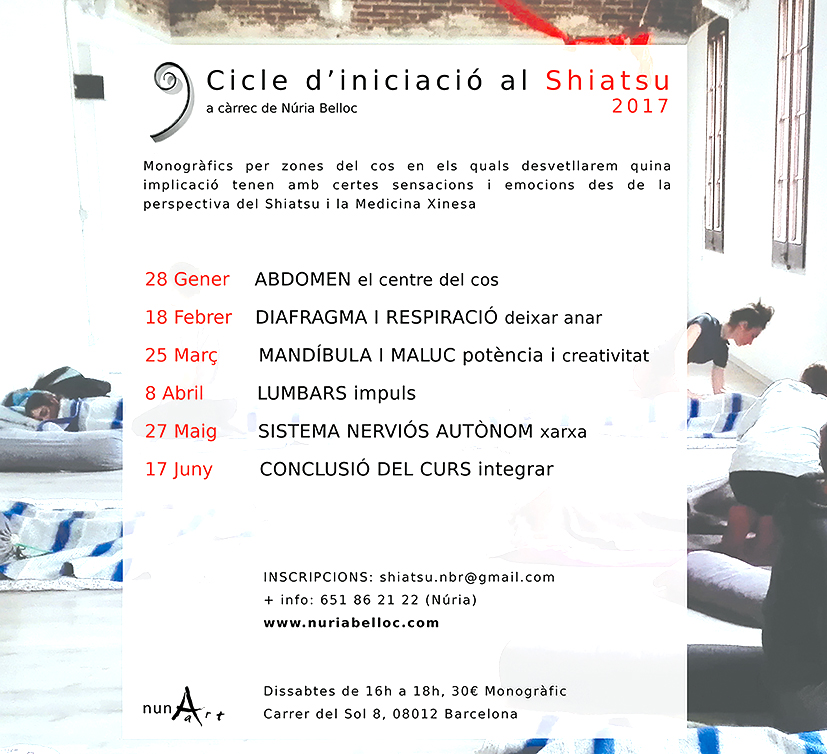 Cicle d'iniciació al Shiatsu
2017
a càrrec de Núria Belloc
Monogràfics per zones del cos en els quals desvetllarem quina
implicació tenen amb certes sensacions i emocions des de la
perspectiva del Shiatsu i la Medicina Xinesa
28 Gener ABDOMEN el centre del cos
18 Febrer DIAFRAGMA I RESPIRACIÓ deixar anar
25 Març MANDÍBULA I MALUC potència i creativitat
8 Abril LUMBARS impuls
27 Maig SISTEMA NERVIÓS AUTÒNOM xarxa
17 Juny CONCLUSIÓ DEL CURS integrar
INSCRIPCIONS: shiatsu.nbr@gmail.com
+ info: 651 86 21 22 (Núria)
www.nuriabelloc.com
nunArt
Dissabtes de 16h a 18h, 30€ Monogràfic
Carrer del Sol 8, 08012 Barcelona